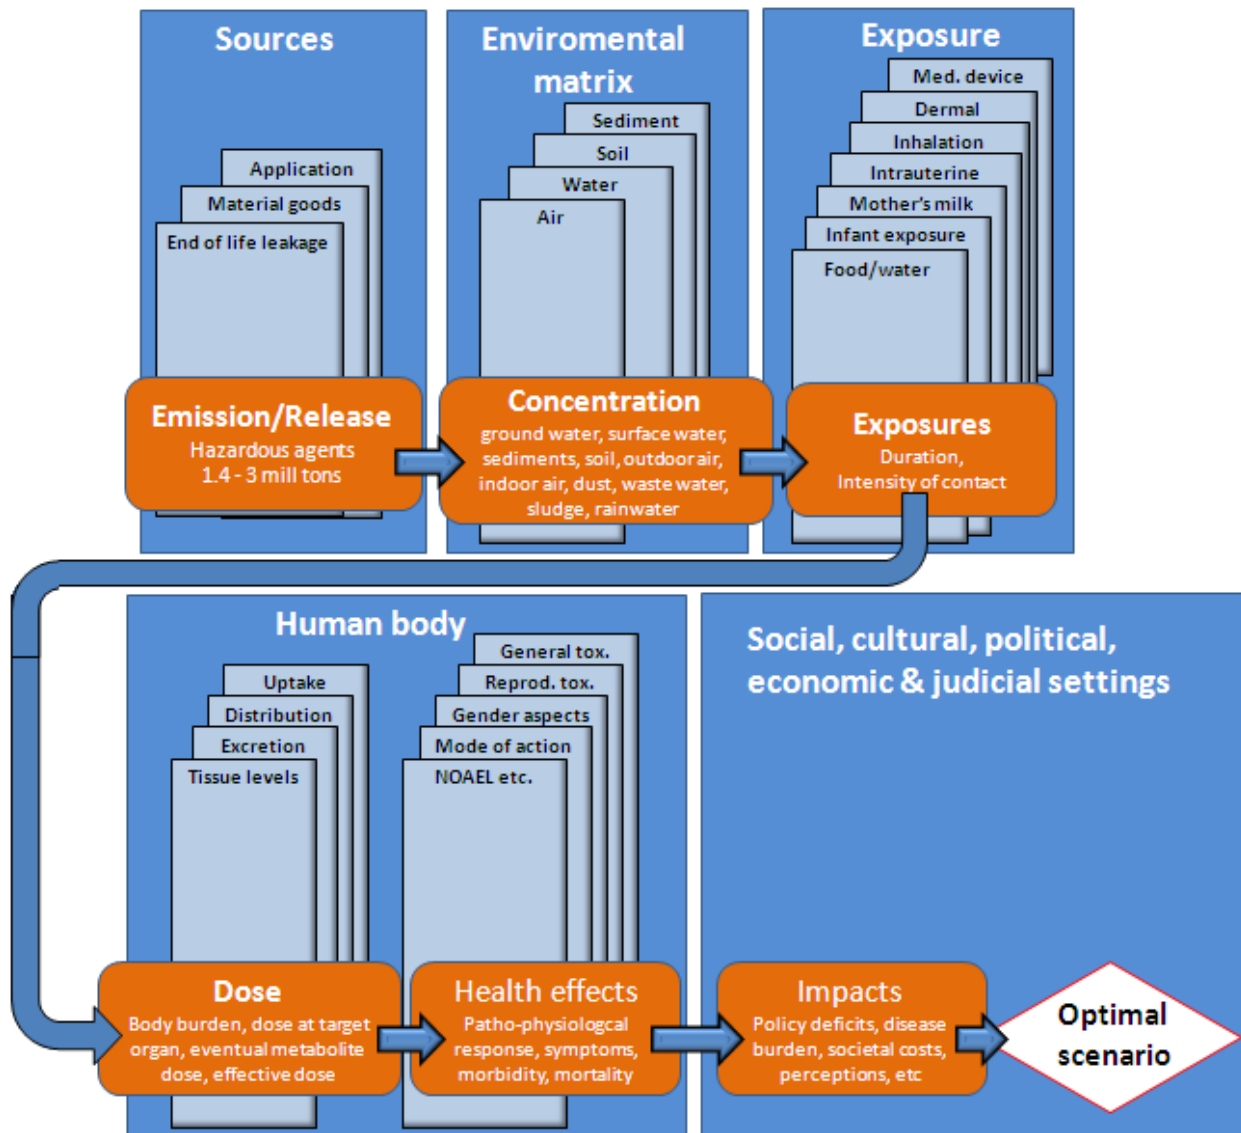 Sources
Application
Material goods
End of life leakage
Emission/Release
Hazardous agents
1.4 - 3 mill tons
Enviromental
matrix
Sediment
Soil
Water
Air
Concentration
ground water, surface water,
sediments, soil, outdoor air,
indoor air, dust, waste water,
sludge, rainwater
Exposure
Med. device
Dermal
Inhalation
Intrauterine
Mother's milk
Infant exposure
Food/water
Exposures
Duration,
Intensity of contact
Human body
Uptake
Distribution
Excretion
Tissue levels
Dose
Body burden, dose at target
organ, eventual metabolite
dose, effective dose
General tox.
Reprod. tox.
Gender aspects
Mode of action
NOAEL etc.
Health effects
Patho-physiologcal
response, symptoms,
morbidity, mortality
Social, cultural, political,
economic & judicial settings
Impacts
Policy deficits, disease
burden, societal costs,
perceptions, etc
Optimal
scenario